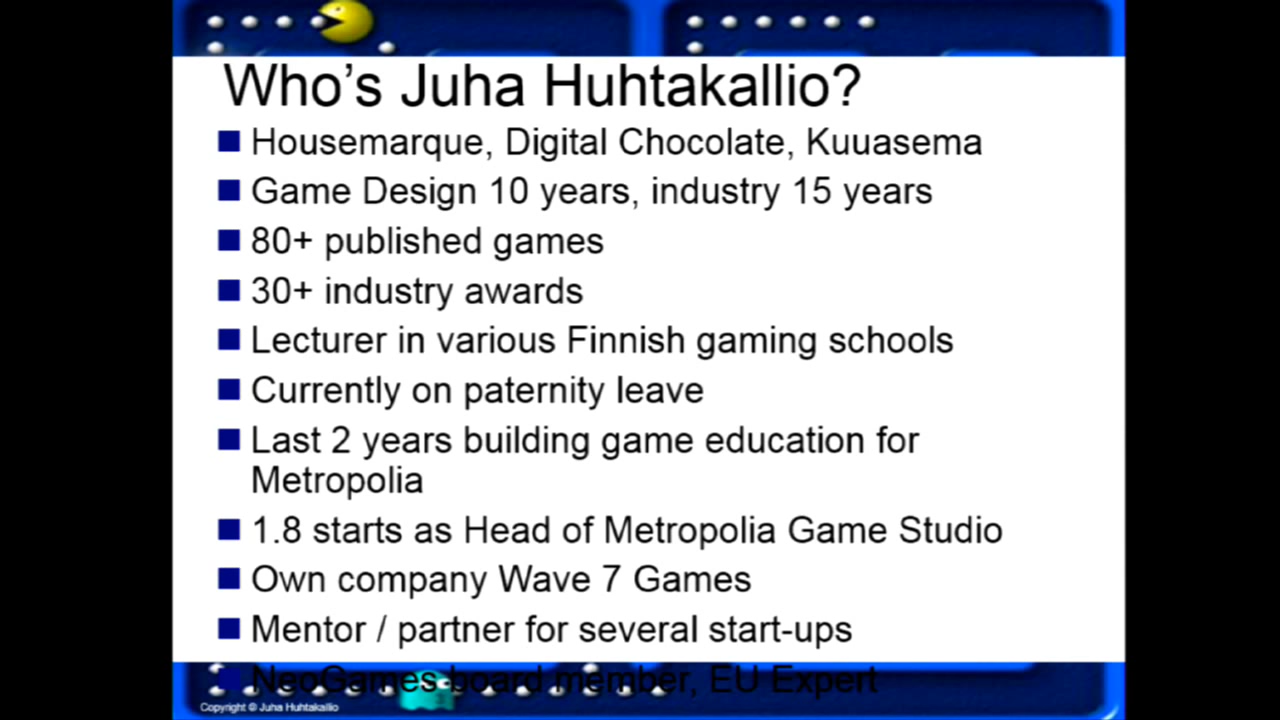 Who's Juha Huhtakallio?
Housemarque, Digital Chocolate, Kuuasema
Game Design 10 years, industry 15 years
80+ published games
30+ industry awards
Lecturer in various Finnish gaming schools
Currently on paternity leave
Last 2 years building game education for
Metropolia
1.8 starts as Head of Metropolia Game Studio
Own company Wave 7 Games
Mentor / partner for several start-ups
NeoGames board member, EU Expert
Copyright © Juha Huhtakallio